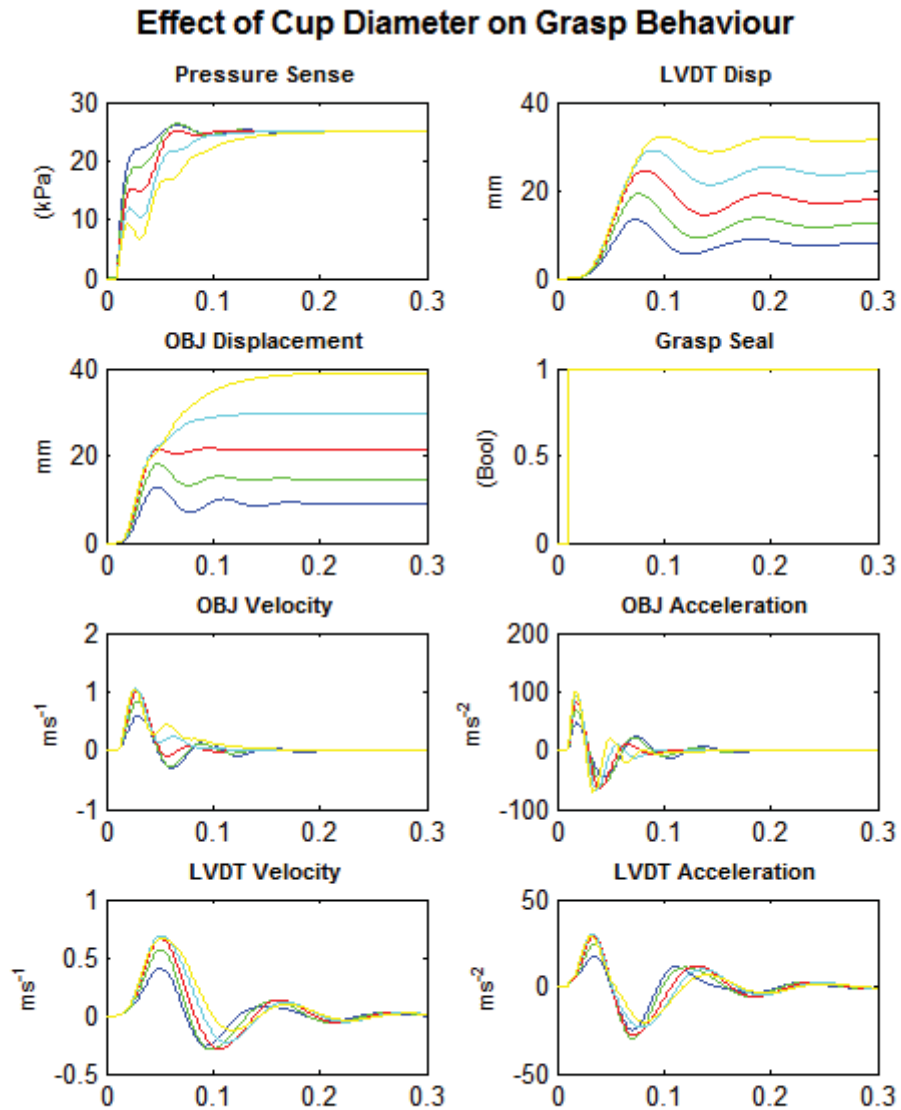 Effect of Cup Diameter on Grasp Behaviour
Pressure Sense
30
20
10
0
(kPa)
0 0.1 0.2 0.3
LVDT Disp
40
20
0
mm
0 0.1 0.2 0.3
OBJ Displacement
40
20
0
mm
0 0.1 0.2 0.3
Grasp Seal
1
0.5
0
(Bool)
0 0.1 0.2 0.3
OBJ Velocity
2
1
0
-1
ms⁻¹
0 0.1 0.2 0.3
OBJ Acceleration
200
100
0
-100
ms⁻²
0 0.1 0.2 0.3
LVDT Velocity
1
0.5
0
-0.5
ms⁻¹
0 0.1 0.2 0.3
LVDT Acceleration
50
0
-50
ms⁻²
0 0.1 0.2 0.3